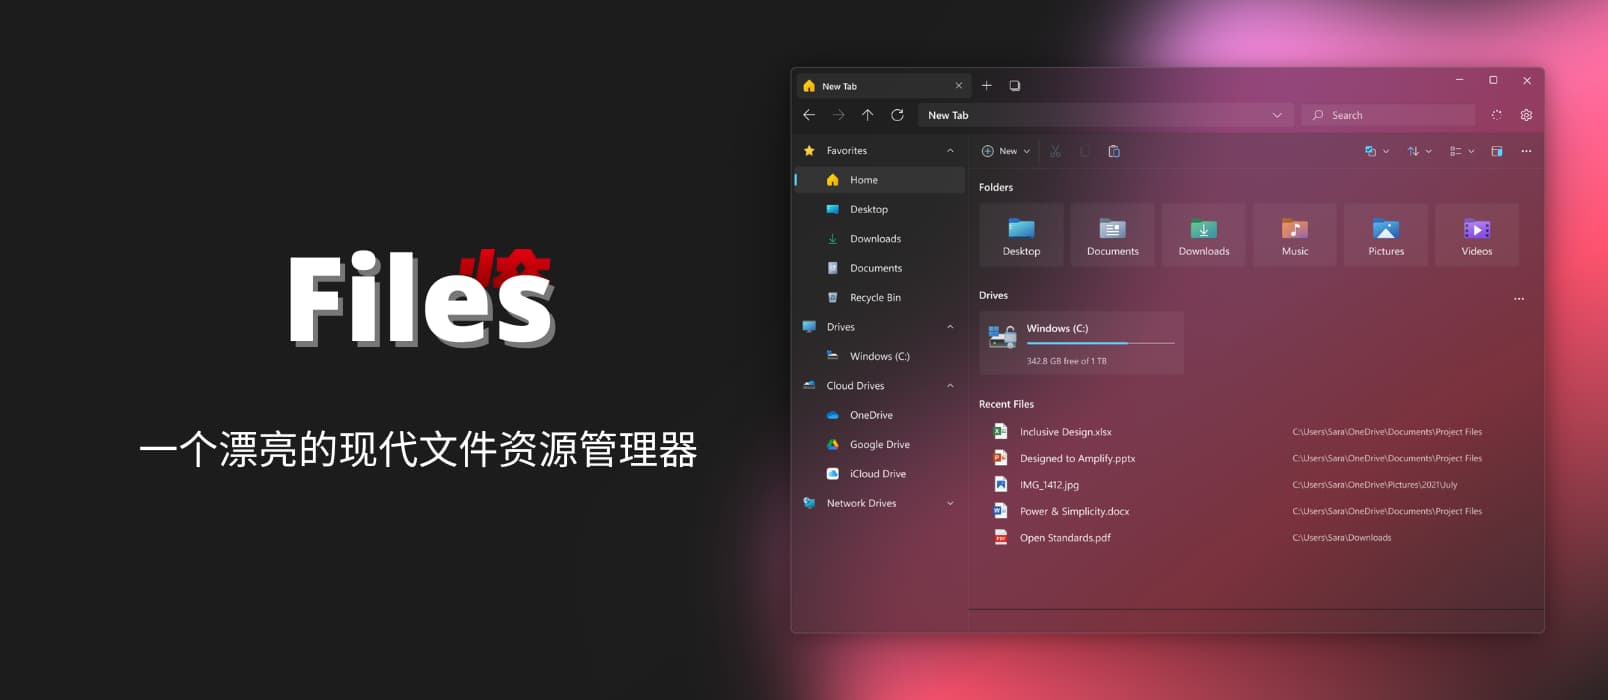 Files
一个漂亮的现代文件资源管理器
New Tab
New Tab
Search
Favorites
Home
Desktop
Downloads
Documents
Recycle Bin
Drives
Windows (C:)
Cloud Drives
OneDrive
Google Drive
iCloud Drive
Network Drives
New
Folders
Desktop
Documents
Downloads
Music
Pictures
Videos
Drives
Windows (C:)
342.8 GB free of 1 TB
Recent Files
Inclusive Design.xlsx C:\Users\Sara\OneDrive\Documents\Project Files
Designed to Amplify.pptx C:\Users\Sara\OneDrive\Documents\Project Files
IMG_1412.jpg C:\Users\Sara\OneDrive\Pictures\2021\July
Power & Simplicity.docx C:\Users\Sara\OneDrive\Documents\Project Files
Open Standards.pdf C:\Users\Sara\Downloads